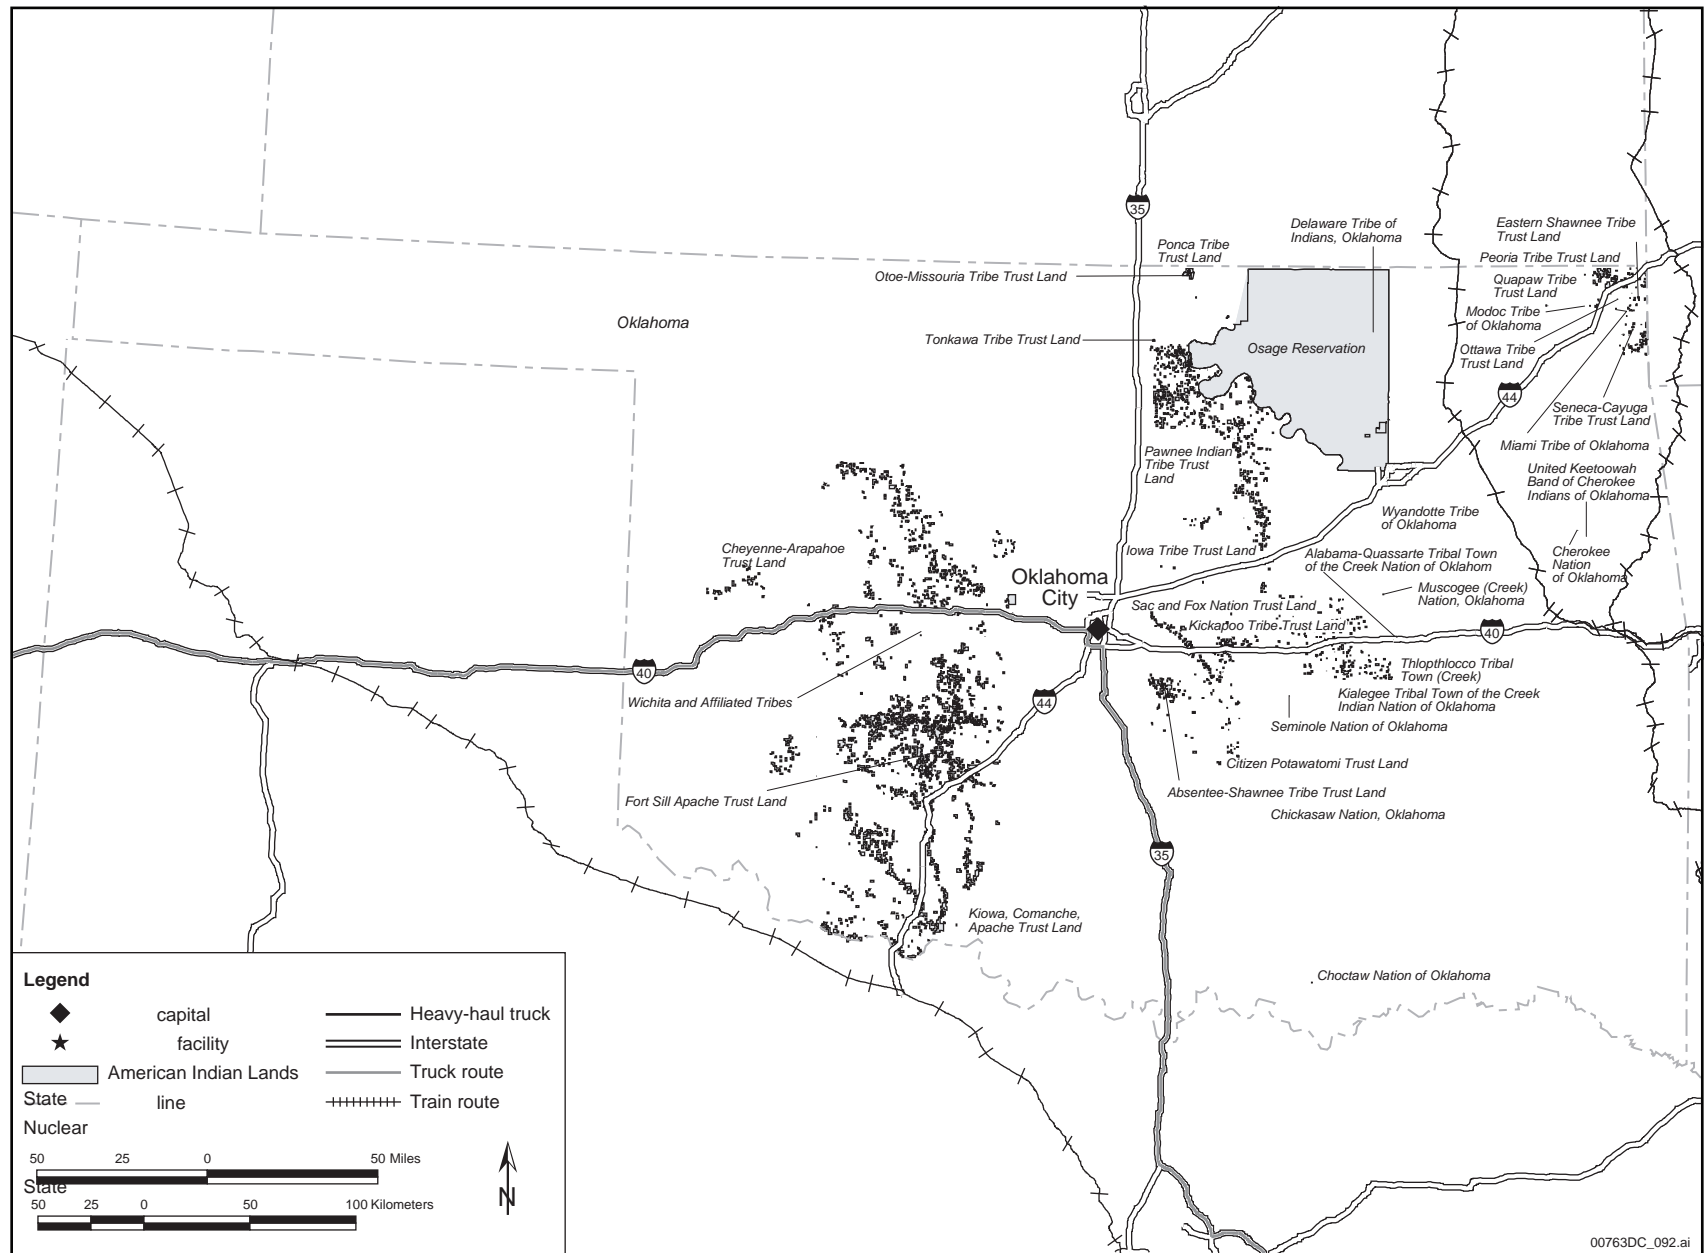 35
Delaware Tribe of
Indians, Oklahoma
Eastern Shawnee Tribe
Trust Land
Ponca Tribe
Trust Land
Peoria Tribe Trust Land
Otoe-Missouria Tribe Trust Land
Quapaw Tribe
Trust Land
Modoc Tribe
of Oklahoma
Oklahoma
Tonkawa Tribe Trust Land
Osage Reservation
Ottawa Tribe
Trust Land
44
Seneca-Cayuga
Tribe Trust Land
Miami Tribe of Oklahoma
Pawnee Indian
Tribe Trust
Land
United Keetoowah
Band of Cherokee
Indians of Oklahoma
Wyandotte Tribe
of Oklahoma
Cheyenne-Arapahoe
Trust Land
Iowa Tribe Trust Land
Alabama-Quassarte Tribal Town
of the Creek Nation of Oklahom
Cherokee
Nation
of Oklahoma
Oklahoma
City
Muscogee (Creek)
Nation, Oklahoma
Sac and Fox Nation Trust Land
Kickapoo Tribe Trust Land
40
40
Thlopthlocco Tribal
Town (Creek)
Wichita and Affiliated Tribes
44
Kialegee Tribal Town of the Creek
Indian Nation of Oklahoma
Seminole Nation of Oklahoma
Citizen Potawatomi Trust Land
Fort Sill Apache Trust Land
Absentee-Shawnee Tribe Trust Land
Chickasaw Nation, Oklahoma
35
Kiowa, Comanche,
Apache Trust Land
Choctaw Nation of Oklahoma
Legend
capital
facility
American Indian Lands
State line
Nuclear
Heavy-haul truck
Interstate
Truck route
Train route
50 25 0 50 Miles
State
50 25 0 50 100 Kilometers
N
00763DC_092.ai